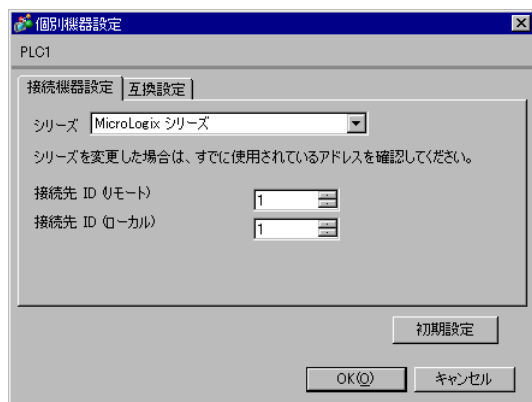 個別機器設定
PLC1
接続機器設定 互換設定
シリーズ MicroLogix シリーズ
シリーズを変更した場合は、すでに使用されているアドレスを確認してください。
接続先 ID (リモート) 1
接続先 ID (ローカル) 1
初期設定
OK(O) キャンセル